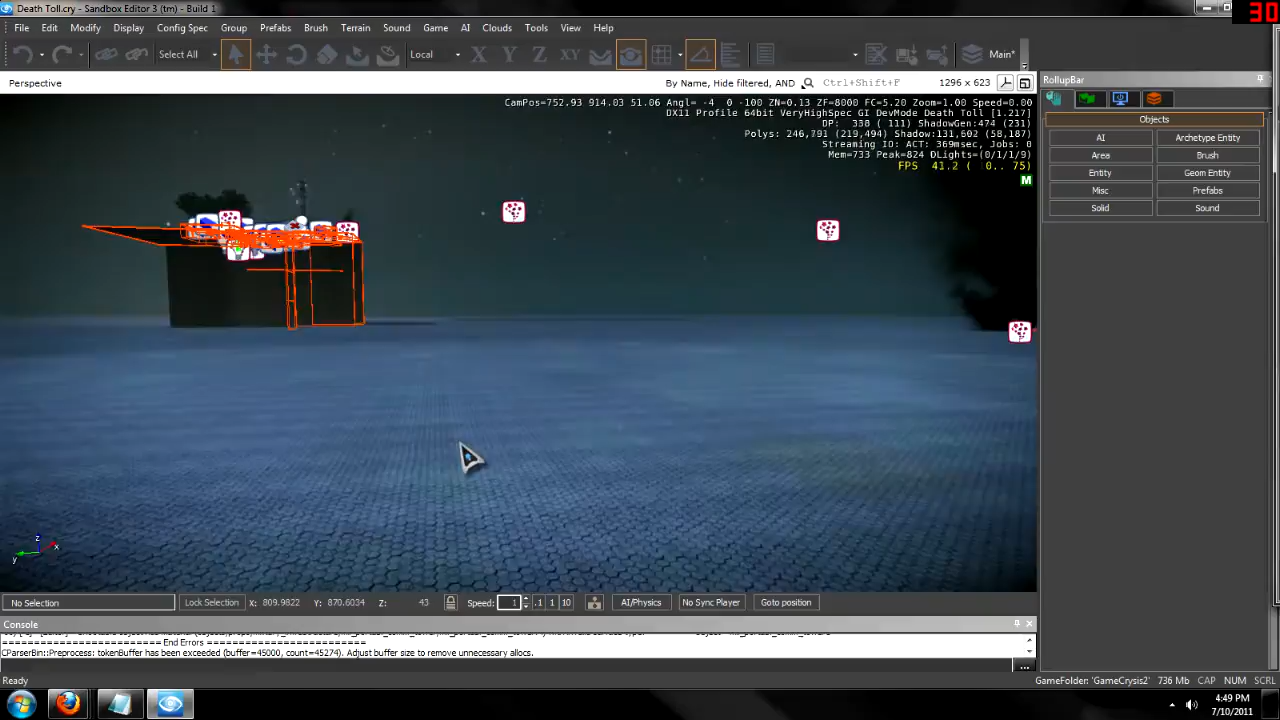 Death Toll.cry - Sandbox Editor 3 (tm) - Build 1
30
File Edit Modify Display Config Spec Group Prefabs Brush Terrain Sound Game AI Clouds Tools View Help
Select All Local X Y Z XY Main*
Perspective By Name, Hide filtered, AND Ctrl+Shift+F 1296 x 623
RollupBar
CamPos=752.93 914.03 51.06 Angl= -4 0 -100 ZN=0.13 ZF=8000 FC=5.20 Zoom=1.00 Speed=0.00
DX11 Profile 64bit VeryHighSpec GI DevMode Death Toll [1.217]
DP: 338 ( 111) ShadowGen:474 (231)
Polys: 246,791 (219,494) Shadow:131,602 (58,187)
Streaming IO: ACT: 369msec, Jobs: 0
Mem=733 Peak=824 DLights=(0/1/1/9)
FPS 41.2 ( 0.. 75)
M
Objects
AI Archetype Entity
Area Brush
Entity Geom Entity
Misc Prefabs
Solid Sound
z
x
y
No Selection Lock Selection X: 809.9822 Y: 870.6034 Z: 43 Speed: 1 .1 1 10 AI/Physics No Sync Player Goto position
Console
======================== End Errors ========================
CParserBin::Preprocess: tokenBuffer has been exceeded (buffer=45000, count=45274). Adjust buffer size to remove unnecessary allocs.
...
Ready GameFolder: 'GameCrysis2' 736 Mb CAP NUM SCRL
4:49 PM
7/10/2011